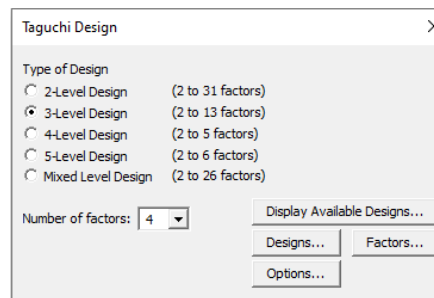 Taguchi Design
Type of Design
2-Level Design (2 to 31 factors)
3-Level Design (2 to 13 factors)
4-Level Design (2 to 5 factors)
5-Level Design (2 to 6 factors)
Mixed Level Design (2 to 26 factors)
Number of factors: 4
Display Available Designs...
Designs... Factors...
Options...